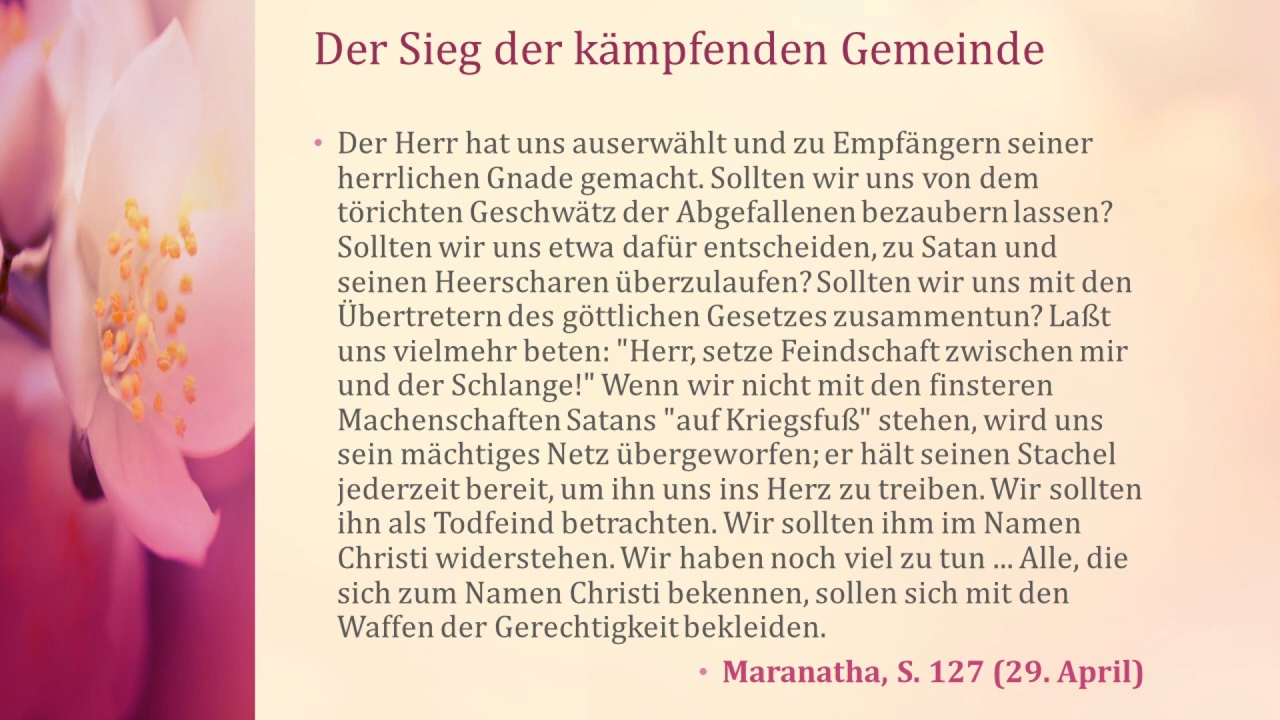 Der Sieg der kämpfenden Gemeinde
• Der Herr hat uns auserwählt und zu Empfängern seiner
herrlichen Gnade gemacht. Sollten wir uns von dem
törichten Geschwätz der Abgefallenen bezaubern lassen?
Sollten wir uns etwa dafür entscheiden, zu Satan und
seinen Heerscharen überzulaufen? Sollten wir uns mit den
Übertretern des göttlichen Gesetzes zusammentun? Laßt
uns vielmehr beten: "Herr, setze Feindschaft zwischen mir
und der Schlange!" Wenn wir nicht mit den finsteren
Machenschaften Satans "auf Kriegsfuß" stehen, wird uns
sein mächtiges Netz übergeworfen; er hält seinen Stachel
jederzeit bereit, um ihn uns ins Herz zu treiben. Wir sollten
ihn als Todfeind betrachten. Wir sollten ihm im Namen
Christi widerstehen. Wir haben noch viel zu tun ... Alle, die
sich zum Namen Christi bekennen, sollen sich mit den
Waffen der Gerechtigkeit bekleiden.
• Maranatha, S. 127 (29. April)